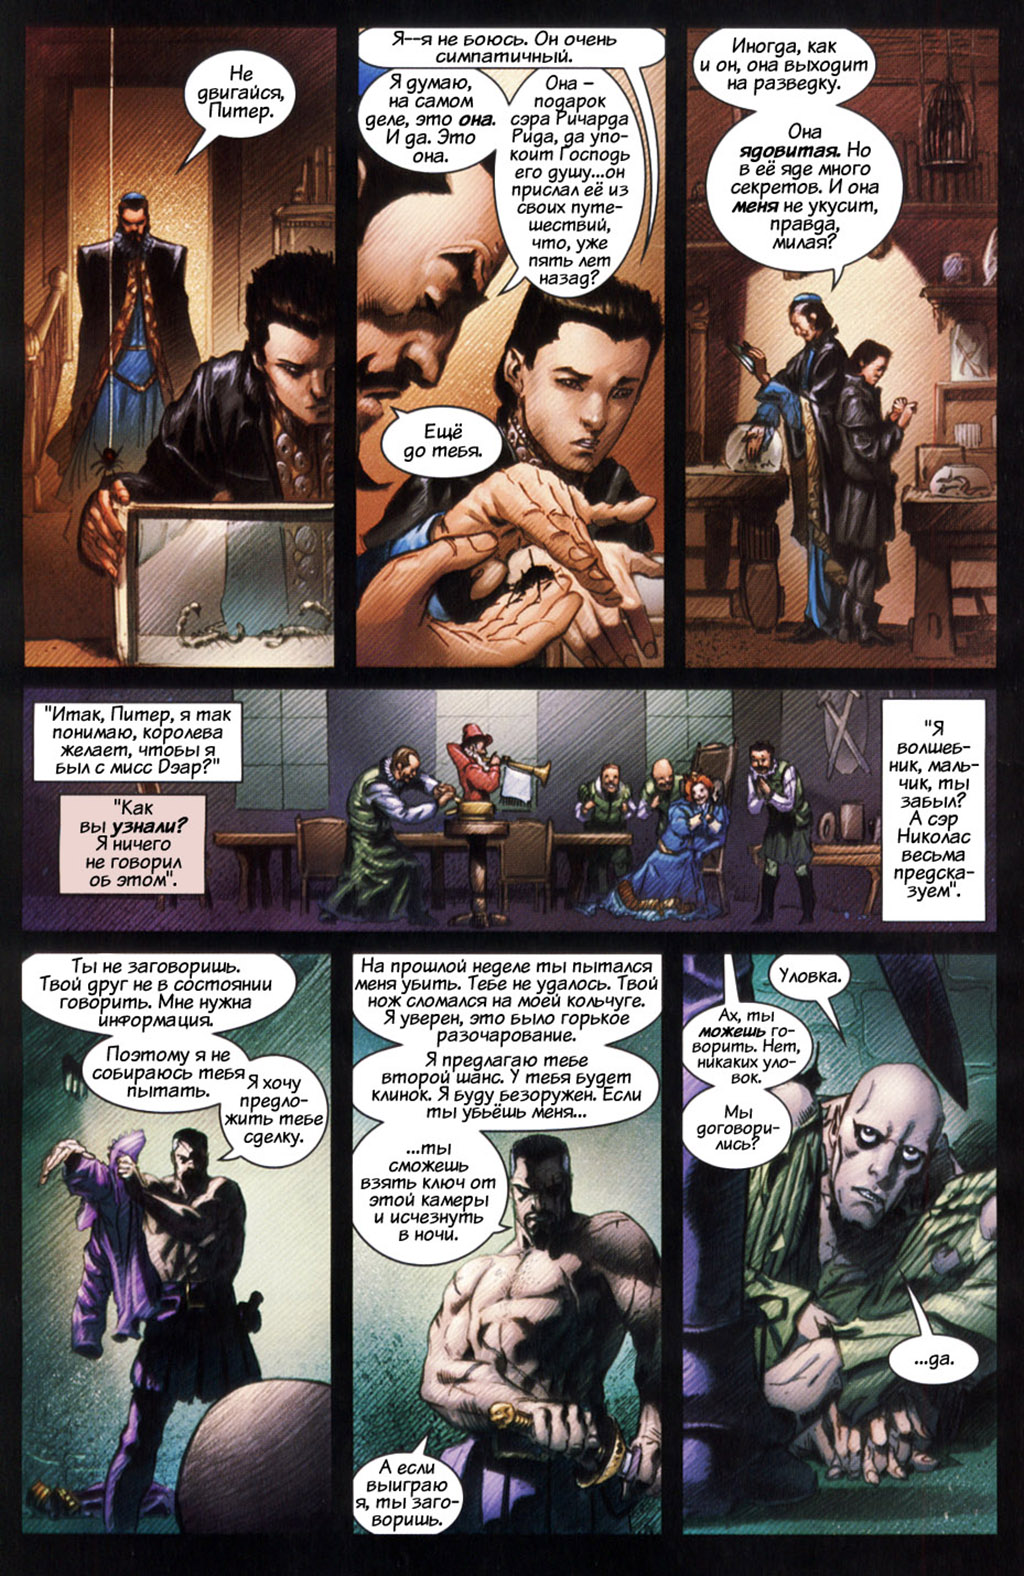 Не
двигайся,
Питер.
Я--я не боюсь. Он очень
симпатичный.
Я думаю,
на самом
деле, это она.
И да. Это
она.
Она –
подарок
сэра Ричарда
Рида, да упо-
коит Господь
его душу...он
прислал её из
своих путе-
шествий,
что, уже
пять лет
назад?
Ещё
до тебя.
Иногда, как
и он, она выходит
на разведку.
Она
ядовитая. Но
в её яде много
секретов. И она
меня не укусит,
правда,
милая?
"Итак, Питер, я так
понимаю, королева
желает, чтобы я
был с мисс Dэар?"
"Как
вы узнали?
Я ничего
не говорил
об этом".
"Я
волшеб-
ник, маль-
чик, ты
забыл?
А сэр
Николас
весьма
предска-
зуем".
Ты не заговоришь.
Твой друг не в состоянии
говорить. Мне нужна
информация.
Поэтому я не
собираюсь тебя
пытать.
Я хочу
предло-
жить тебе
сделку.
На прошлой неделе ты пытался
меня убить. Тебе не удалось. Твой
нож сломался на моей кольчуге.
Я уверен, это было горькое
разочарование.
Я предлагаю тебе
второй шанс. У тебя будет
клинок. Я буду безоружен. Если
ты убьёшь меня...
...ты
сможешь
взять ключ от
этой камеры
и исчезнуть
в ночи.
А если
выиграю
я, ты заго-
воришь.
Уловка.
Ах, ты
можешь го-
ворить. Нет,
никаких уло-
вок.
Мы
договори-
лись?
...да.